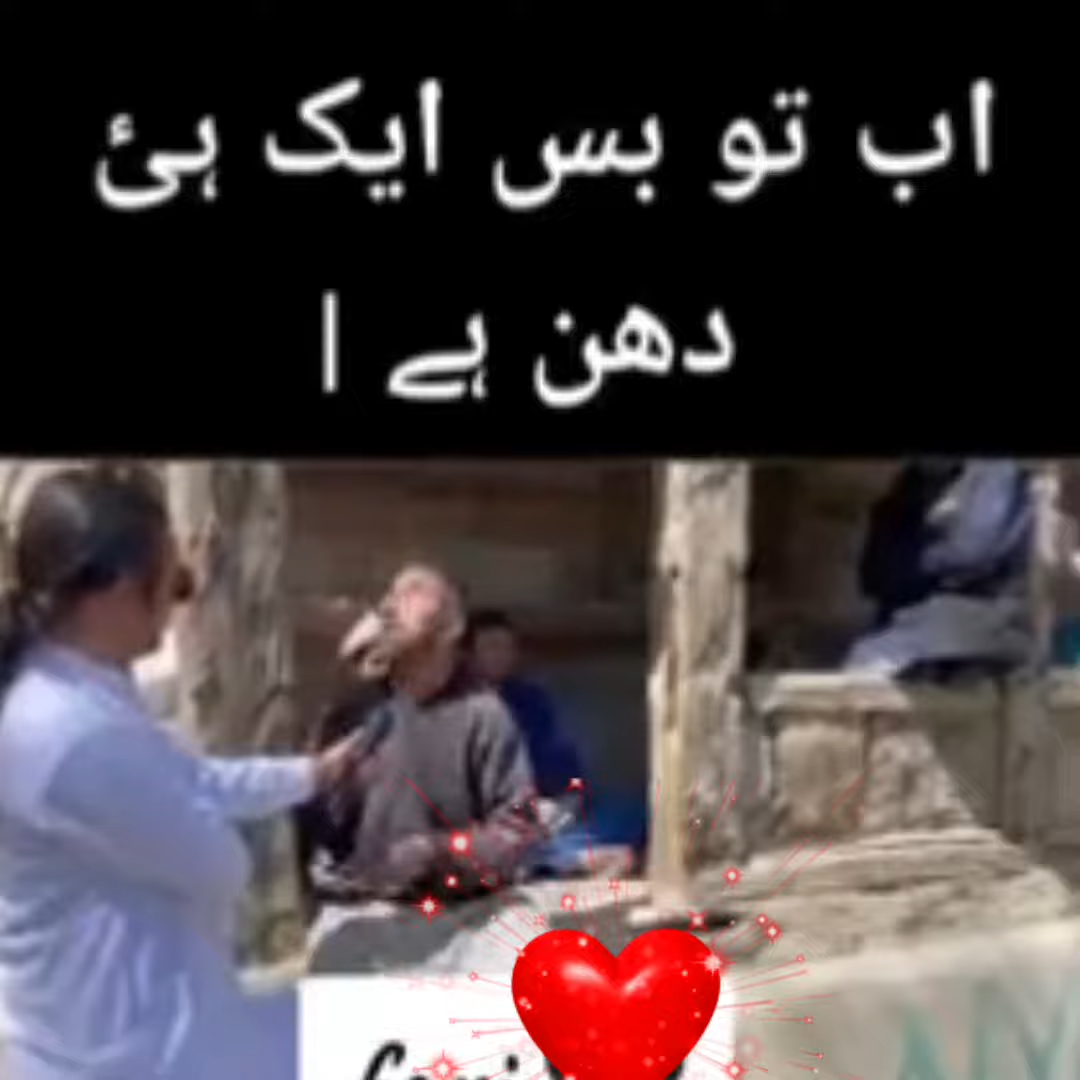 اب تو بس ایک ہئ
دھن ہے ا